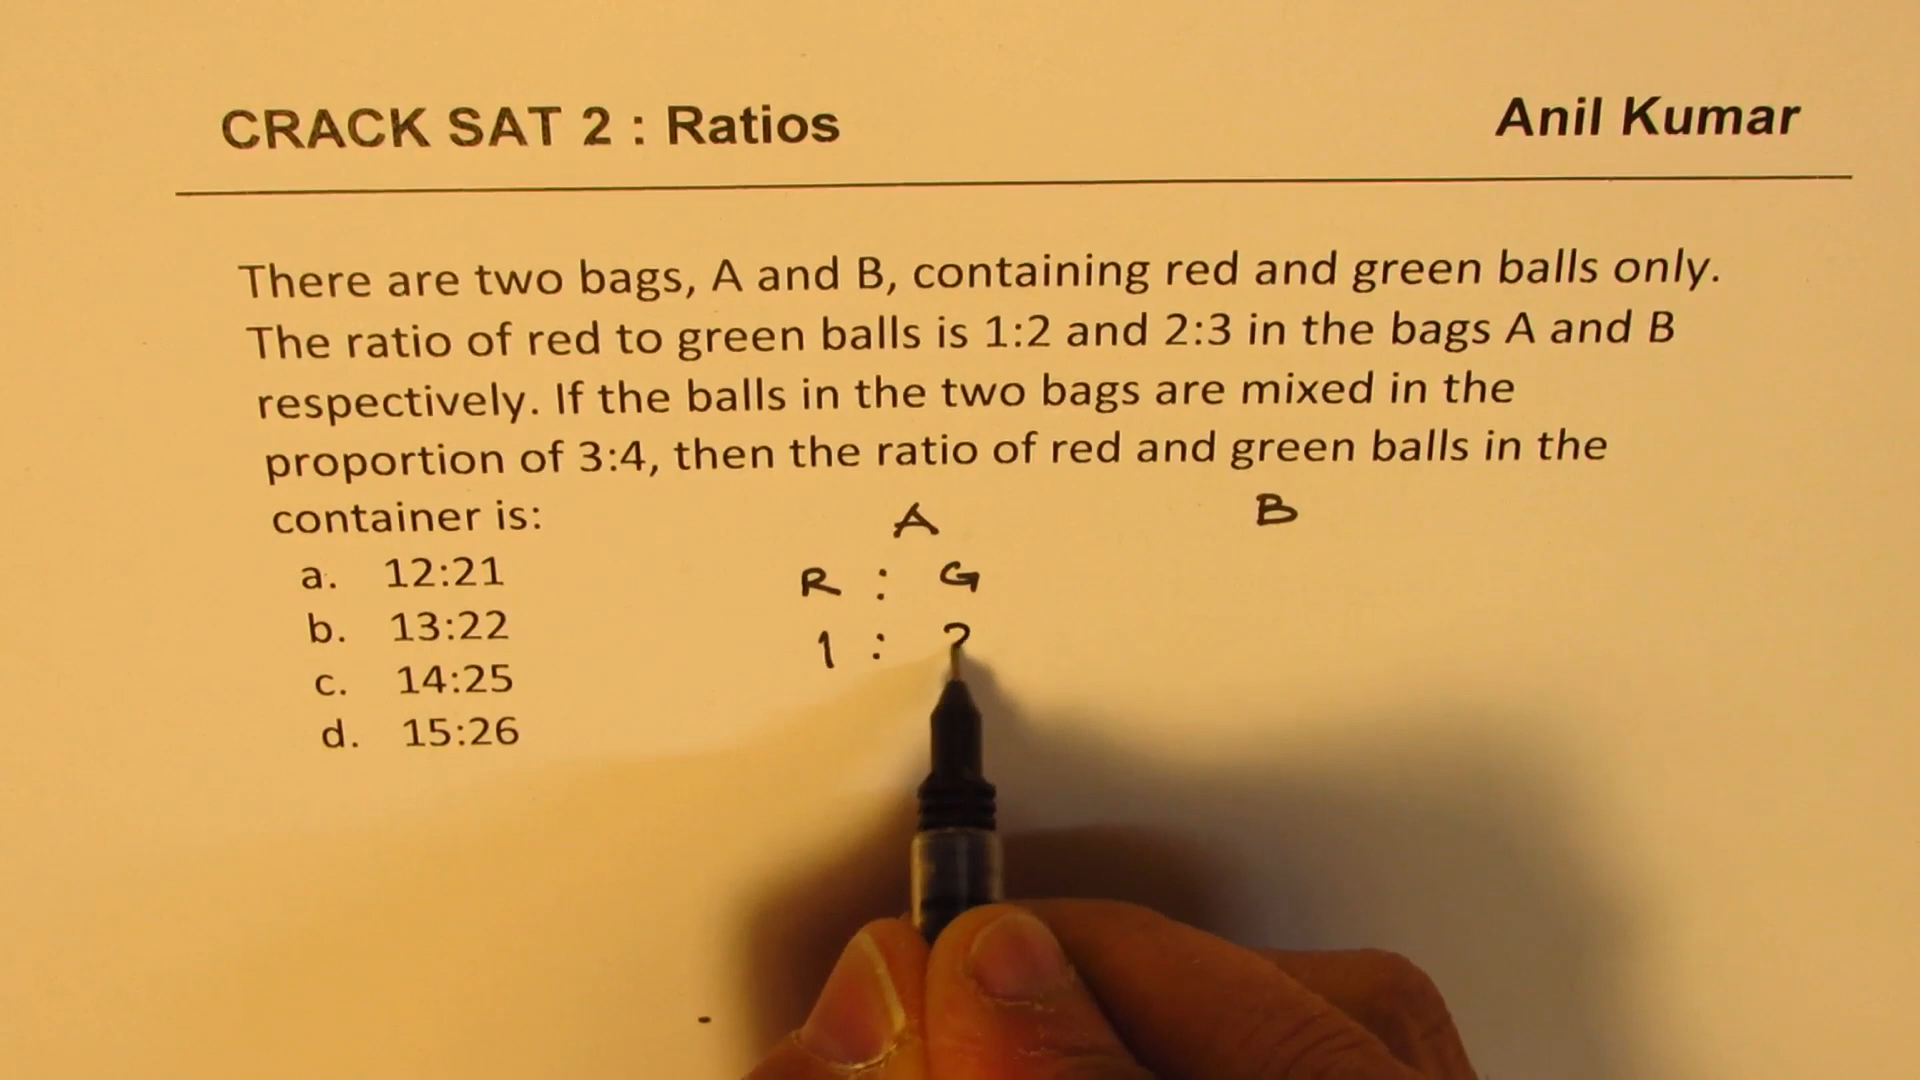 CRACK SAT 2 : Ratios
Anil Kumar
There are two bags, A and B, containing red and green balls only.
The ratio of red to green balls is 1:2 and 2:3 in the bags A and B
respectively. If the balls in the two bags are mixed in the
proportion of 3:4, then the ratio of red and green balls in the
container is:
a. 12:21
b. 13:22
c. 14:25
d. 15:26
A
B
R : G
1 :